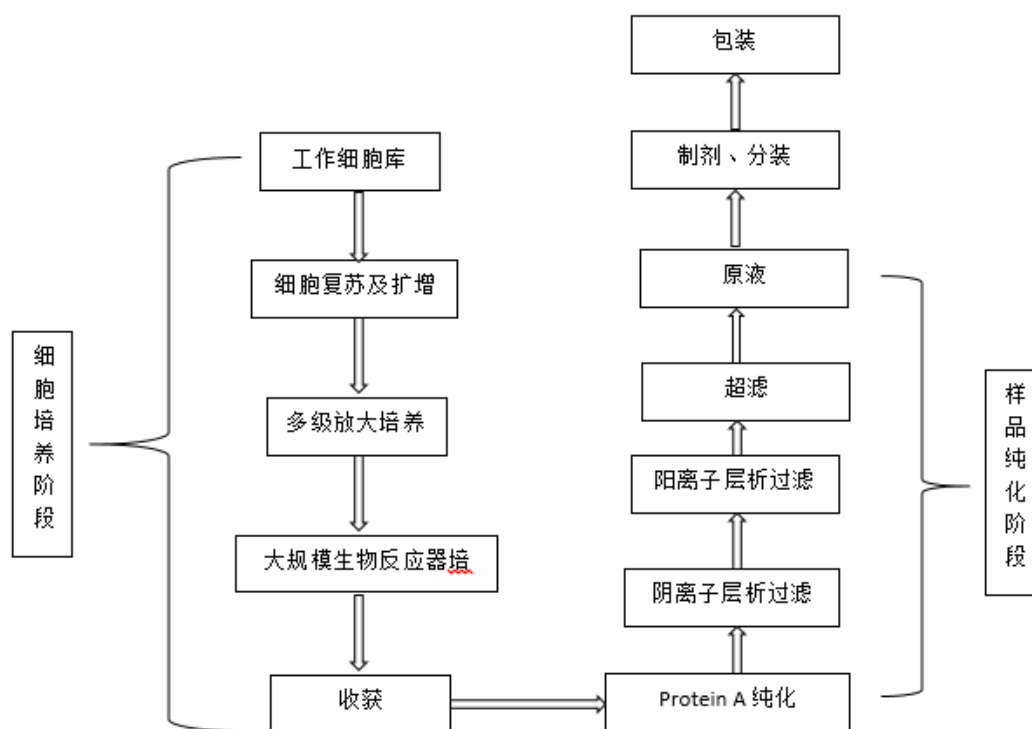 细胞培养阶段
工作细胞库
细胞复苏及扩增
多级放大培养
大规模生物反应器培
收获
Protein A 纯化
阴离子层析过滤
阳离子层析过滤
超滤
原液
制剂、分装
包装
样品纯化阶段